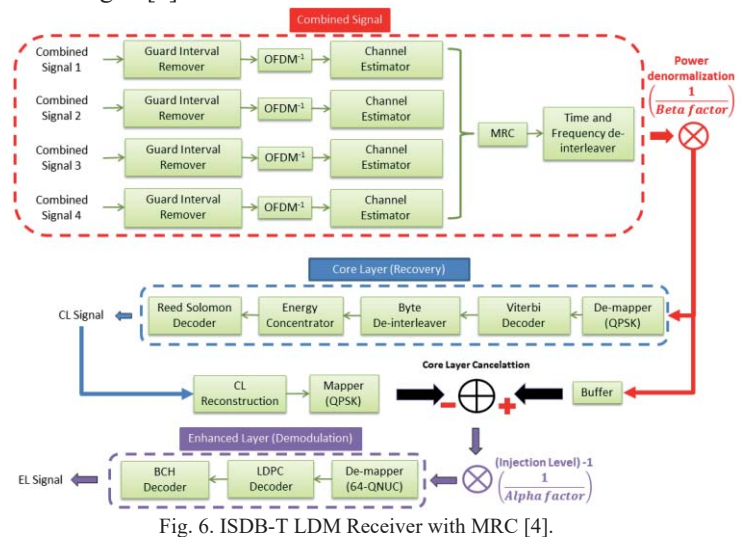 Combined Signal
Combined
Signal 1
Guard Interval
Remover
OFDM-1
Channel
Estimator
Combined
Signal 2
Guard Interval
Remover
OFDM-1
Channel
Estimator
Combined
Signal 3
Guard Interval
Remover
OFDM-1
Channel
Estimator
Combined
Signal 4
Guard Interval
Remover
OFDM-1
Channel
Estimator
MRC
Time and
Frequency de-
interleaver
Power
denormalization
(1
Beta factor)
Core Layer (Recovery)
CL Signal
Reed Solomon
Decoder
Energy
Concentrator
Byte
De-interleaver
Viterbi
Decoder
De-mapper
(QPSK)
Core Layer Cancelattion
CL
Reconstruction
Mapper
(QPSK)
− +
Buffer
Enhanced Layer (Demodulation)
EL Signal
BCH
Decoder
LDPC
Decoder
De-mapper
(64-QNUC)
(Injection Level) -1
(1
Alpha factor)
Fig. 6. ISDB-T LDM Receiver with MRC [4].